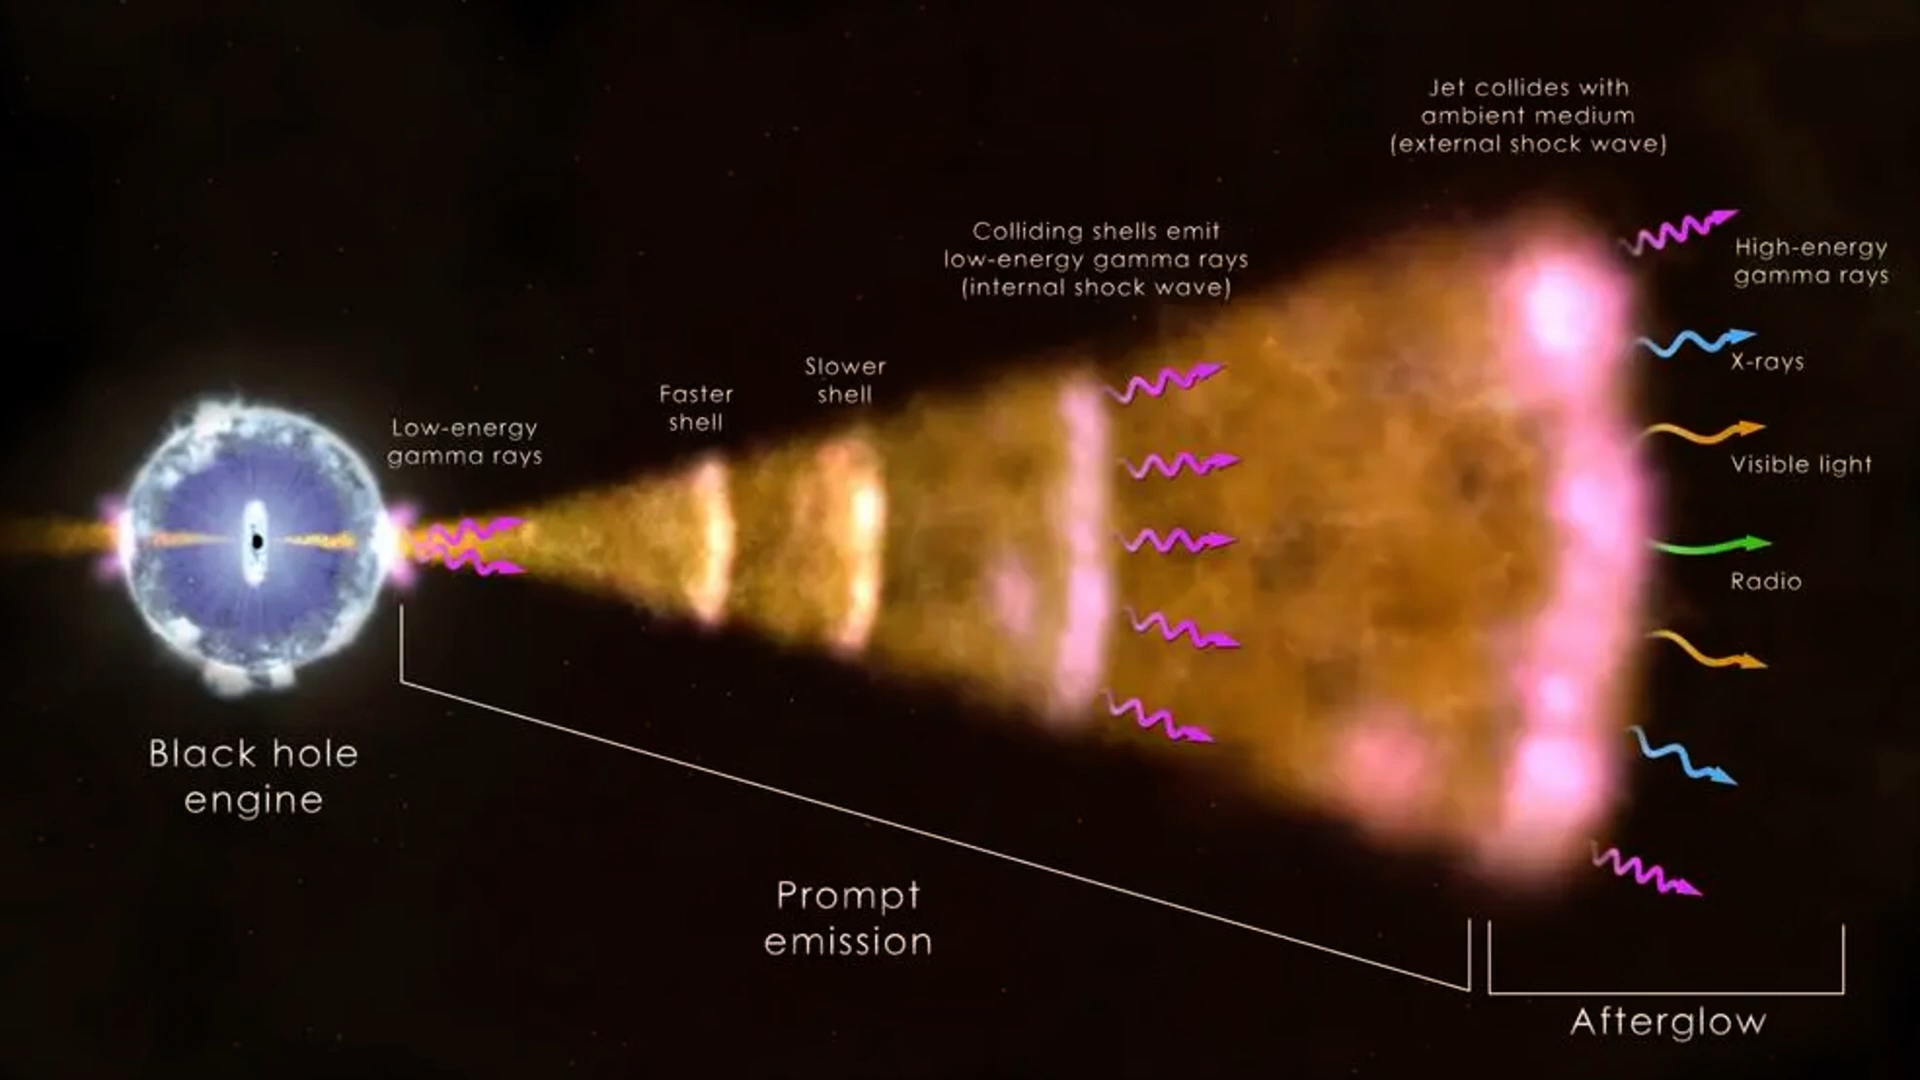 Jet collides with
ambient medium
(external shock wave)
High-energy
gamma rays
Colliding shells emit
low-energy gamma rays
(internal shock wave)
X-rays
Slower
shell
Faster
shell
Low-energy
gamma rays
Visible light
Radio
Black hole
engine
Prompt
emission
Afterglow